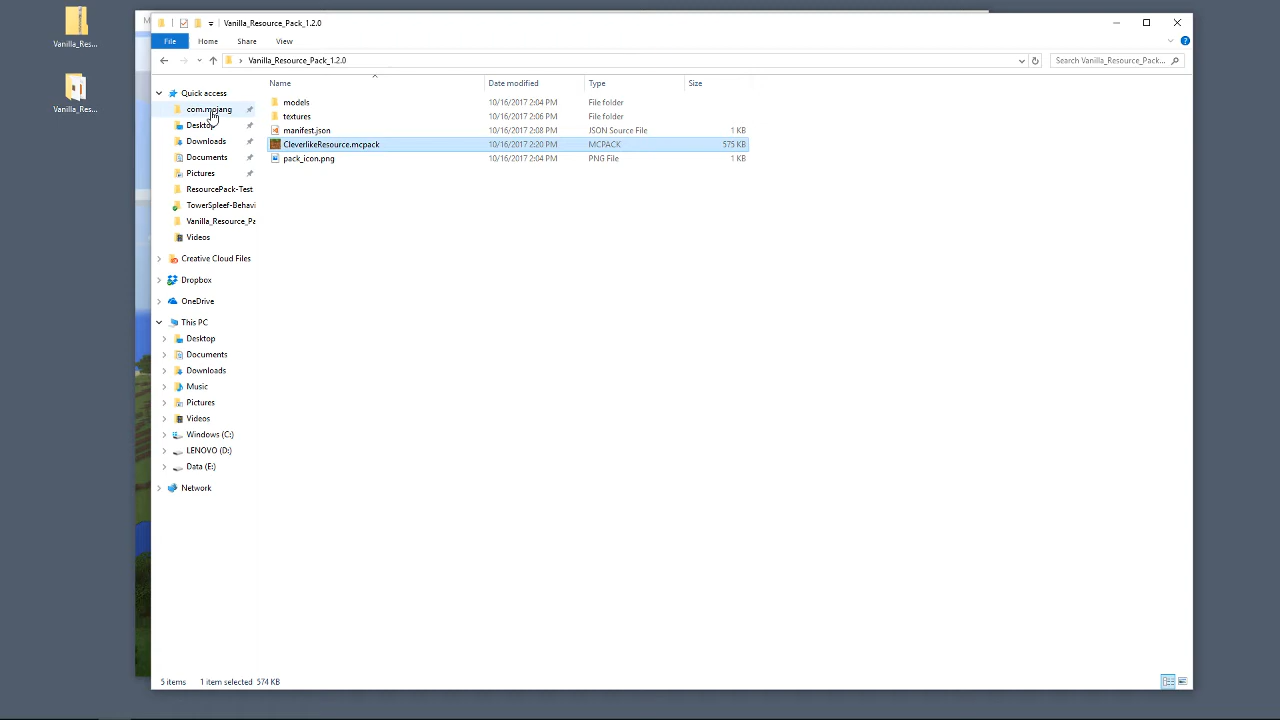 Vanilla_Res...
Vanilla_Res...
Vanilla_Resource_Pack_1.2.0
File Home Share View
Vanilla_Resource_Pack_1.2.0
Search Vanilla_Resource_Pack...
Name Date modified Type Size
models 10/16/2017 2:04 PM File folder
textures 10/16/2017 2:06 PM File folder
manifest.json 10/16/2017 2:08 PM JSON Source File 1 KB
CleverlikeResource.mcpack 10/16/2017 2:20 PM MCPACK 575 KB
pack_icon.png 10/16/2017 2:04 PM PNG File 1 KB
Quick access
com.mojang
Desktop
Downloads
Documents
Pictures
ResourcePack-Test
TowerSpleef-Behavi
Vanilla_Resource_Pa
Videos
Creative Cloud Files
Dropbox
OneDrive
This PC
Desktop
Documents
Downloads
Music
Pictures
Videos
Windows (C:)
LENOVO (D:)
Data (E:)
Network
5 items 1 item selected 574 KB